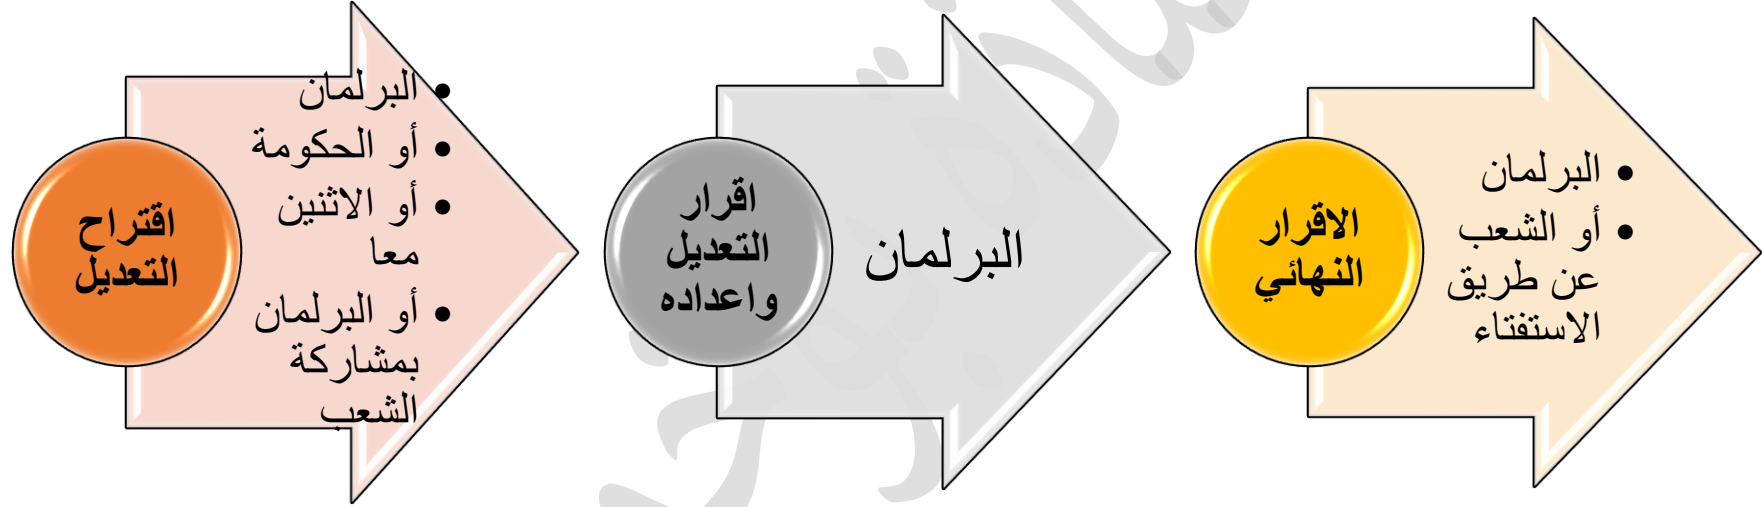 اقتراح
التعديل
• البرلمان
• أو الحكومة
• أو الاثنين
معا
• أو البرلمان
بمشاركة
الشعب
اقرار
التعديل
واعداده
البرلمان
الاقرار
النهائي
• البرلمان
• أو الشعب
عن طريق
الاستفتاء